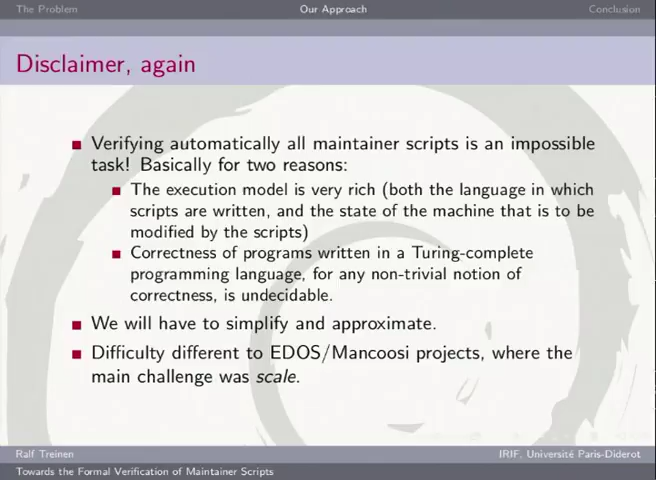 The Problem
Our Approach
Conclusion
Disclaimer, again
Verifying automatically all maintainer scripts is an impossible
task! Basically for two reasons:
The execution model is very rich (both the language in which
scripts are written, and the state of the machine that is to be
modified by the scripts)
Correctness of programs written in a Turing-complete
programming language, for any non-trivial notion of
correctness, is undecidable.
We will have to simplify and approximate.
Difficulty different to EDOS/Mancoosi projects, where the
main challenge was scale.
Ralf Treinen
IRIF, Université Paris-Diderot
Towards the Formal Verification of Maintainer Scripts